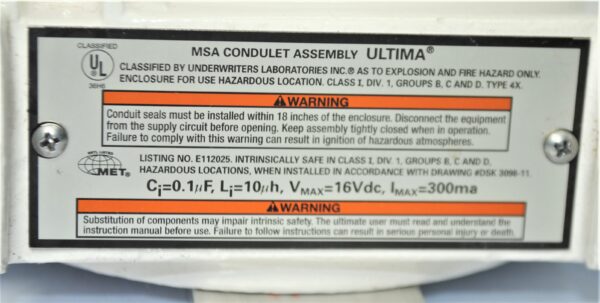 CLASSIFIED
UL
36H6
MSA CONDULET ASSEMBLY ULTIMA®
CLASSIFIED BY UNDERWRITERS LABORATORIES INC.® AS TO EXPLOSION AND FIRE HAZARD ONLY.
ENCLOSURE FOR USE HAZARDOUS LOCATION. CLASS I, DIV. 1, GROUPS B, C AND D. TYPE 4X.
WARNING
Conduit seals must be installed within 18 inches of the enclosure. Disconnect the equipment
from the supply circuit before opening. Keep assembly tightly closed when in operation.
Failure to comply with this warning can result in ignition of hazardous atmospheres.
MET®
LISTING NO. E112025. INTRINSICALLY SAFE IN CLASS I, DIV. 1, GROUPS B, C AND D.
HAZARDOUS LOCATIONS, WHEN INSTALLED IN ACCORDANCE WITH DRAWING #DSK 3098-11.
Ci=0.1μF, Li=10μh, VMAX=16Vdc, IMAX=300ma
WARNING
Substitution of components may impair intrinsic safety. The ultimate user must read and understand the
instruction manual before use. Failure to follow instructions can result in serious personal injury or death.